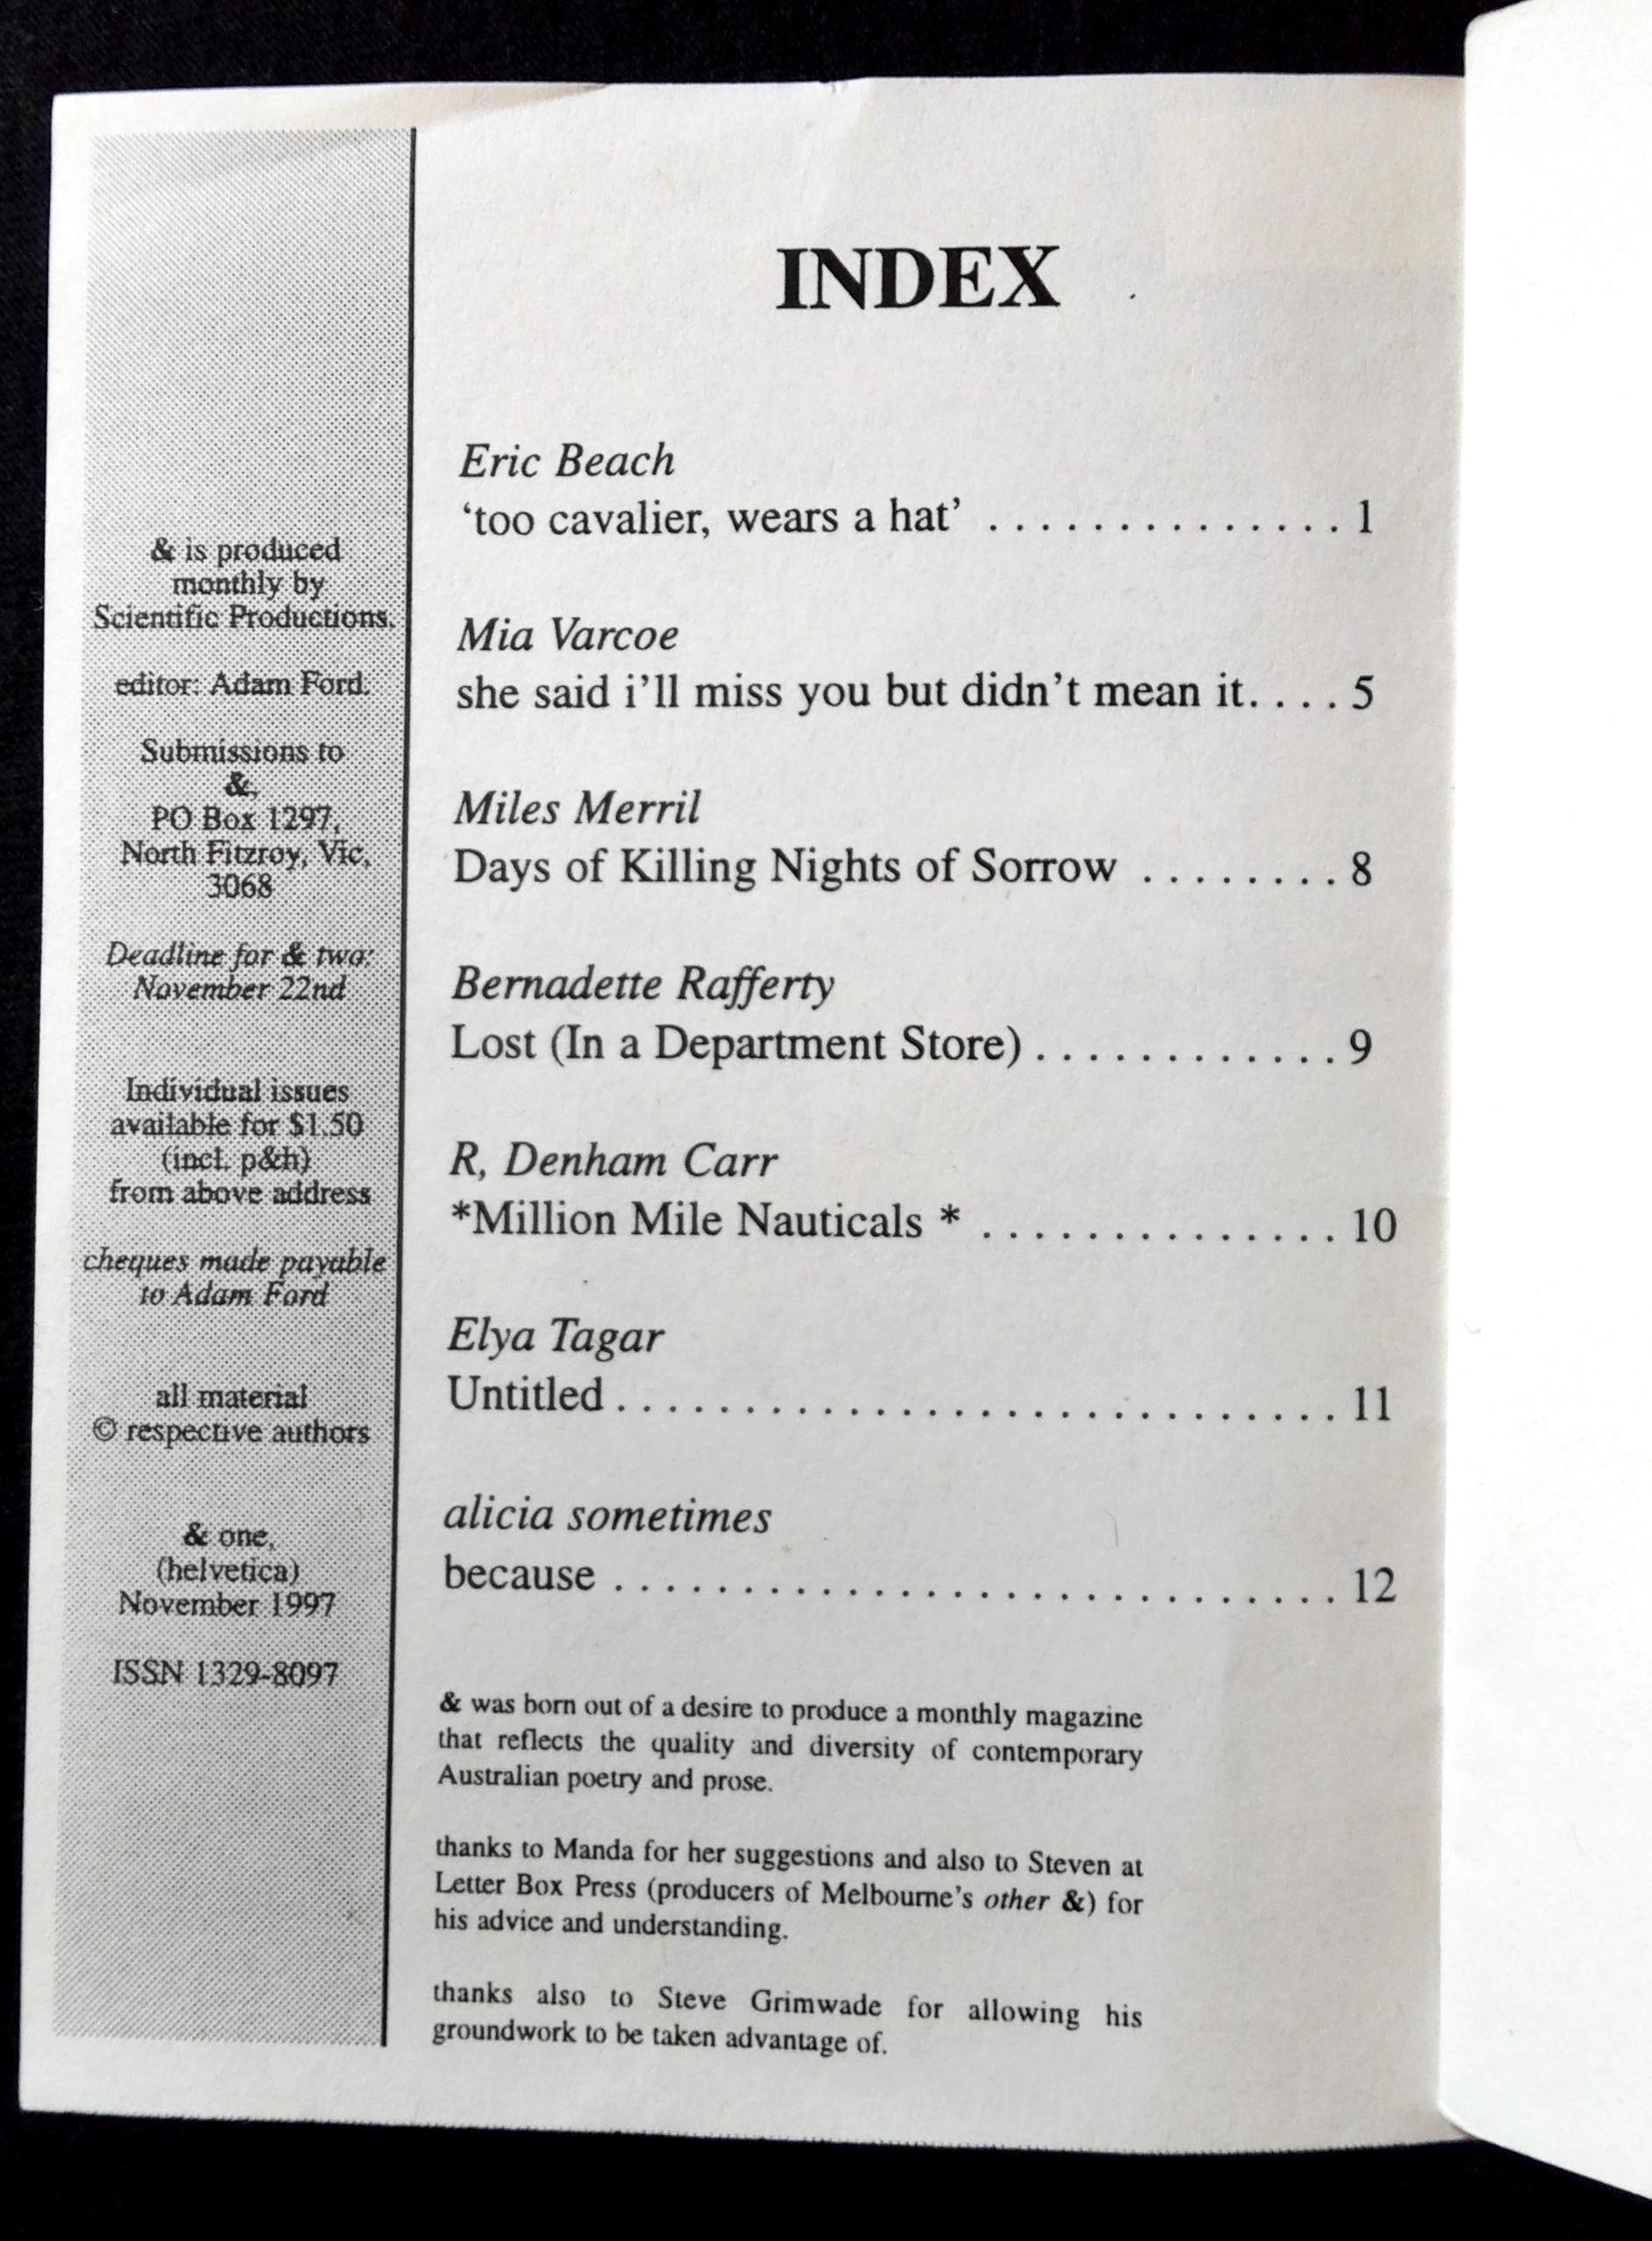 & is produced
monthly by
Scientific Productions.
editor: Adam Ford.
Submissions to
&,
PO Box 1297,
North Fitzroy, Vic,
3068
Deadline for & two:
November 22nd
Individual issues
available for $1.50
(incl. p&h)
from above address
cheques made payable
to Adam Ford
all material
© respective authors
& one,
(helvetica)
November 1997
ISSN 1329-8097
INDEX
Eric Beach
‘too cavalier, wears a hat’ . . . . . . . . . . . . . . 1
Mia Varcoe
she said i’ll miss you but didn’t mean it. . . . 5
Miles Merril
Days of Killing Nights of Sorrow . . . . . . . . 8
Bernadette Rafferty
Lost (In a Department Store) . . . . . . . . . . . . 9
R, Denham Carr
*Million Mile Nauticals * . . . . . . . . . . . . . . 10
Elya Tagar
Untitled . . . . . . . . . . . . . . . . . . . . . . . . . . . . 11
alicia sometimes
because . . . . . . . . . . . . . . . . . . . . . . . . . . . . 12
& was born out of a desire to produce a monthly magazine
that reflects the quality and diversity of contemporary
Australian poetry and prose.
thanks to Manda for her suggestions and also to Steven at
Letter Box Press (producers of Melbourne’s other &) for
his advice and understanding.
thanks also to Steve Grimwade for allowing his
groundwork to be taken advantage of.